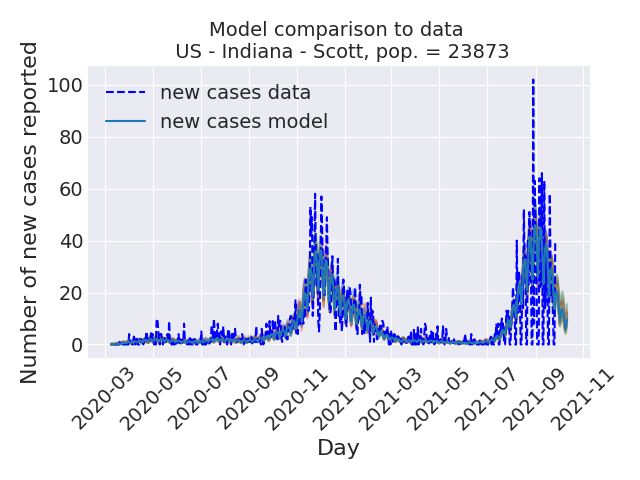 Model comparison to data
US - Indiana - Scott, pop. = 23873
Number of new cases reported
100
80
60
40
20
0
new cases data
new cases model
2020-03
2020-05
2020-07
2020-09
2020-11
2021-01
2021-03
2021-05
2021-07
2021-09
2021-11
Day